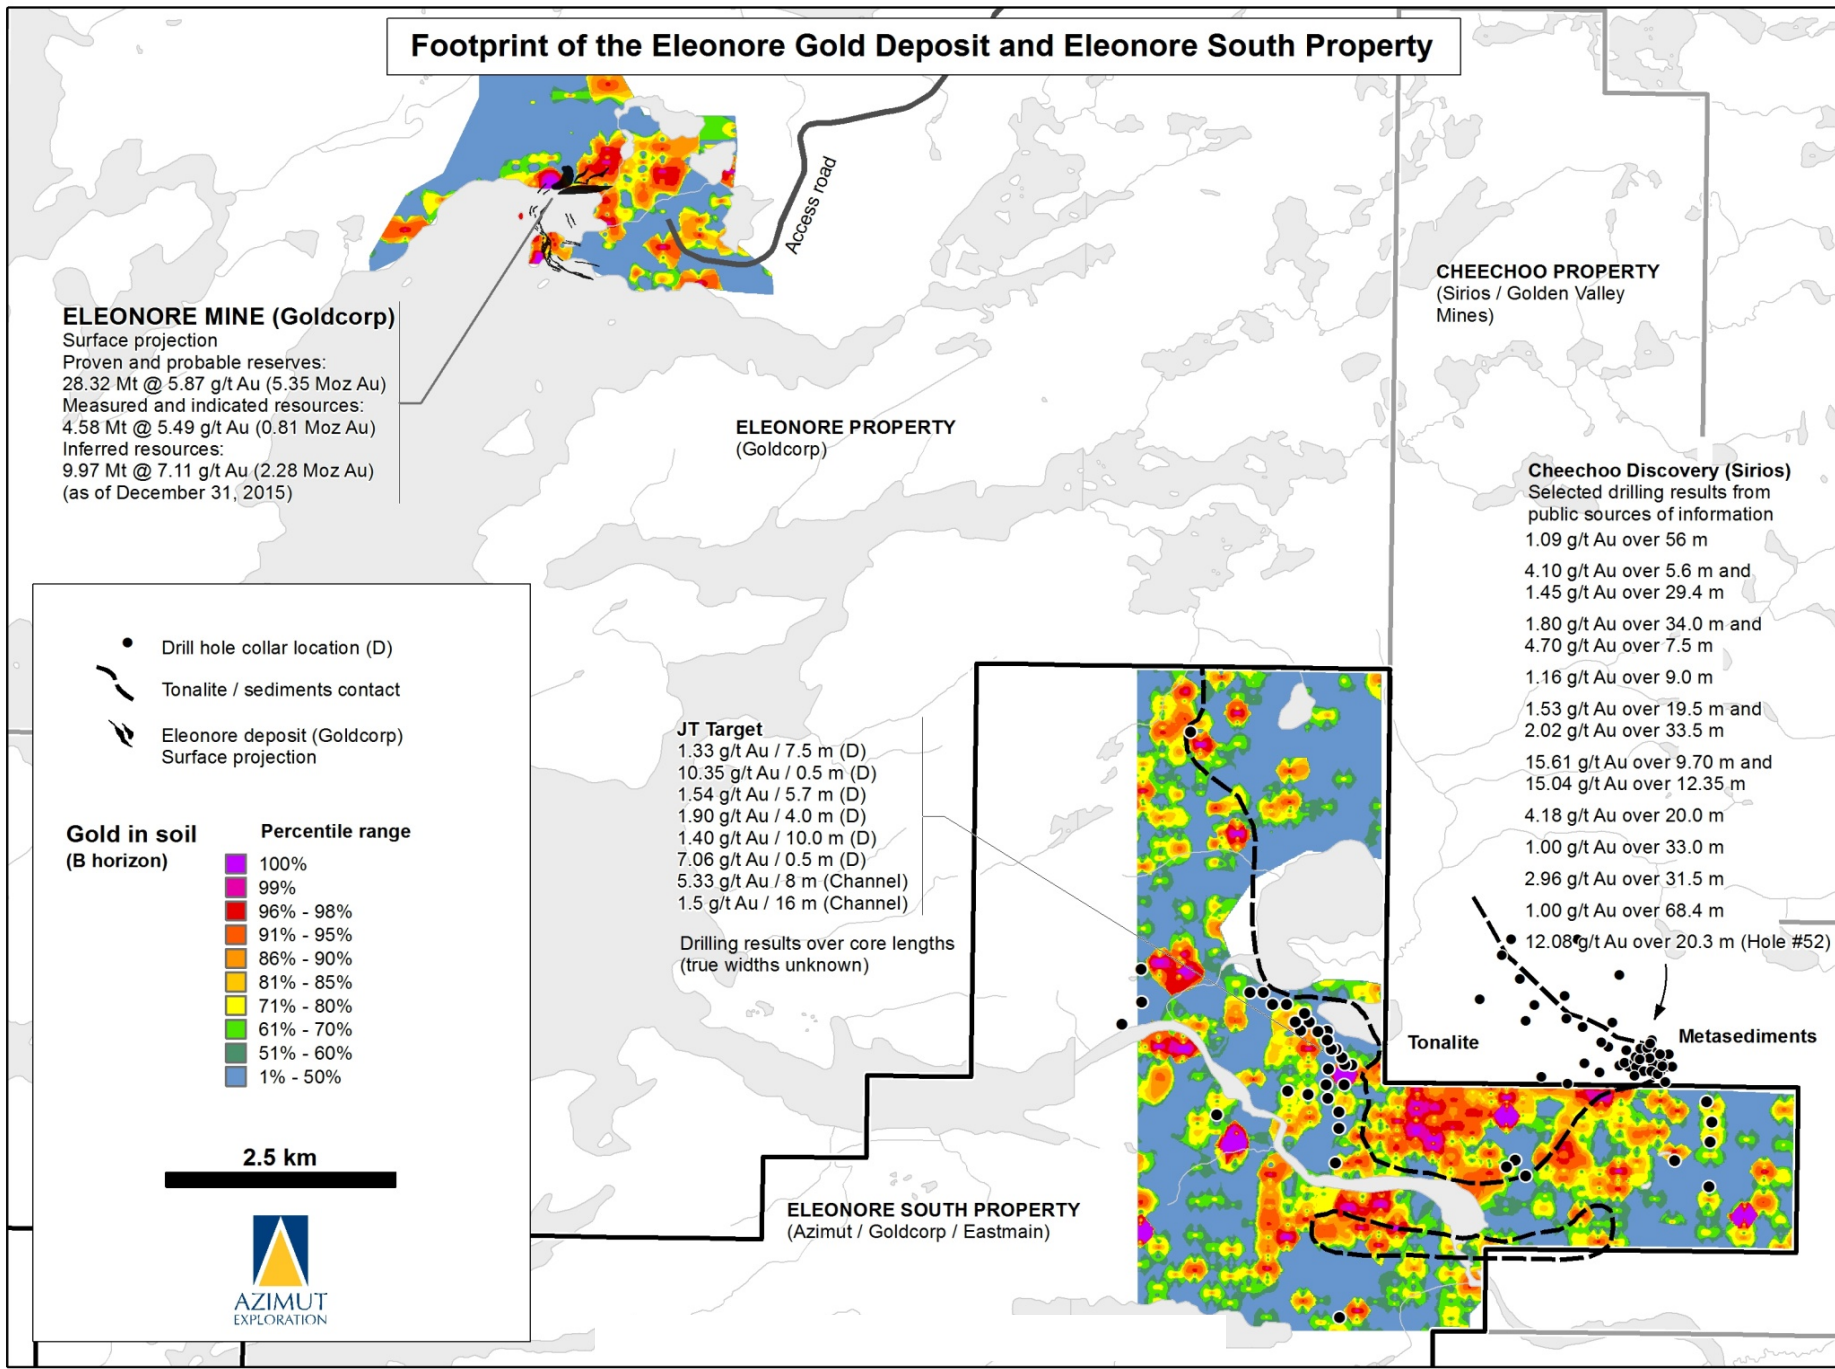 Footprint of the Eleonore Gold Deposit and Eleonore South Property
Access road
ELEONORE MINE (Goldcorp)
Surface projection
Proven and probable reserves:
28.32 Mt @ 5.87 g/t Au (5.35 Moz Au)
Measured and indicated resources:
4.58 Mt @ 5.49 g/t Au (0.81 Moz Au)
Inferred resources:
9.97 Mt @ 7.11 g/t Au (2.28 Moz Au)
(as of December 31, 2015)
CHEECHOO PROPERTY
(Sirios / Golden Valley
Mines)
ELEONORE PROPERTY
(Goldcorp)
Cheechoo Discovery (Sirios)
Selected drilling results from
public sources of information
1.09 g/t Au over 56 m
4.10 g/t Au over 5.6 m and
1.45 g/t Au over 29.4 m
1.80 g/t Au over 34.0 m and
4.70 g/t Au over 7.5 m
1.16 g/t Au over 9.0 m
1.53 g/t Au over 19.5 m and
2.02 g/t Au over 33.5 m
15.61 g/t Au over 9.70 m and
15.04 g/t Au over 12.35 m
4.18 g/t Au over 20.0 m
1.00 g/t Au over 33.0 m
2.96 g/t Au over 31.5 m
1.00 g/t Au over 68.4 m
12.08 g/t Au over 20.3 m (Hole #52)
Drill hole collar location (D)
Tonalite / sediments contact
Eleonore deposit (Goldcorp)
Surface projection
Gold in soil
(B horizon)
Percentile range
100%
99%
96% - 98%
91% - 95%
86% - 90%
81% - 85%
71% - 80%
61% - 70%
51% - 60%
1% - 50%
2.5 km
AZIMUT
EXPLORATION
JT Target
1.33 g/t Au / 7.5 m (D)
10.35 g/t Au / 0.5 m (D)
1.54 g/t Au / 5.7 m (D)
1.90 g/t Au / 4.0 m (D)
1.40 g/t Au / 10.0 m (D)
7.06 g/t Au / 0.5 m (D)
5.33 g/t Au / 8 m (Channel)
1.5 g/t Au / 16 m (Channel)
Drilling results over core lengths
(true widths unknown)
Tonalite
Metasediments
ELEONORE SOUTH PROPERTY
(Azimut / Goldcorp / Eastmain)